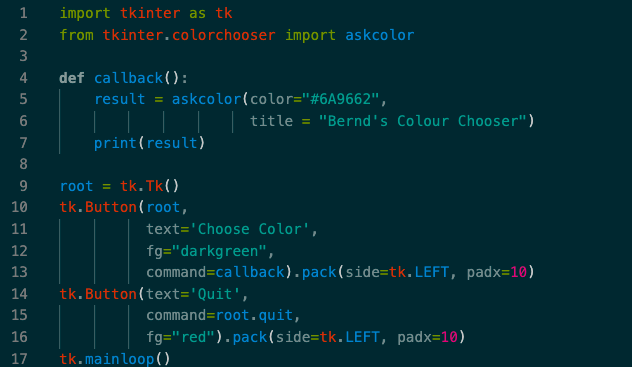 1 import tkinter as tk
2 from tkinter.colorchooser import askcolor
3
4 def callback():
5     result = askcolor(color="#6A9662",
6                       title = "Bernd's Colour Chooser")
7     print(result)
8
9 root = tk.Tk()
10 tk.Button(root,
11           text='Choose Color',
12           fg="darkgreen",
13           command=callback).pack(side=tk.LEFT, padx=10)
14 tk.Button(text='Quit',
15           command=root.quit,
16           fg="red").pack(side=tk.LEFT, padx=10)
17 tk.mainloop()